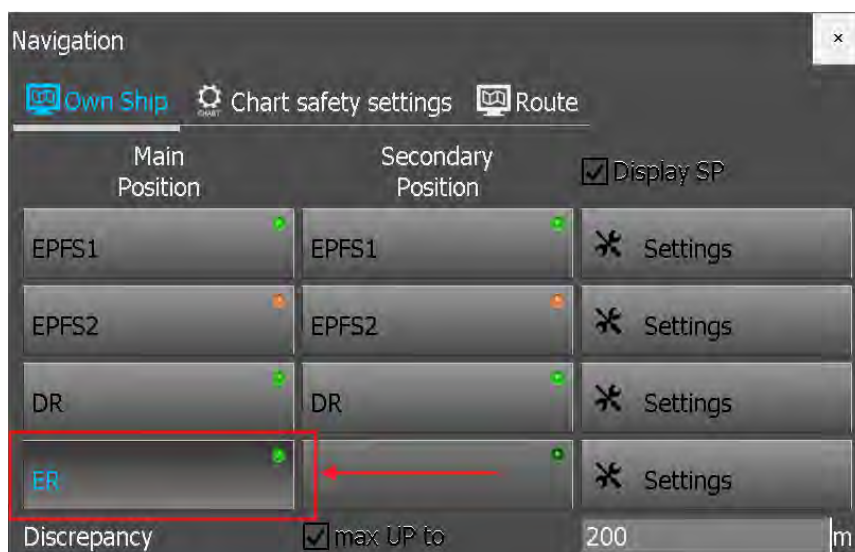 Navigation
×
Own Ship CHART Chart safety settings Route
Main Position
Secondary Position
Display SP
EPFS1 EPFS1 Settings
EPFS2 EPFS2 Settings
DR DR Settings
ER Settings
Discrepancy max UP to 200 m